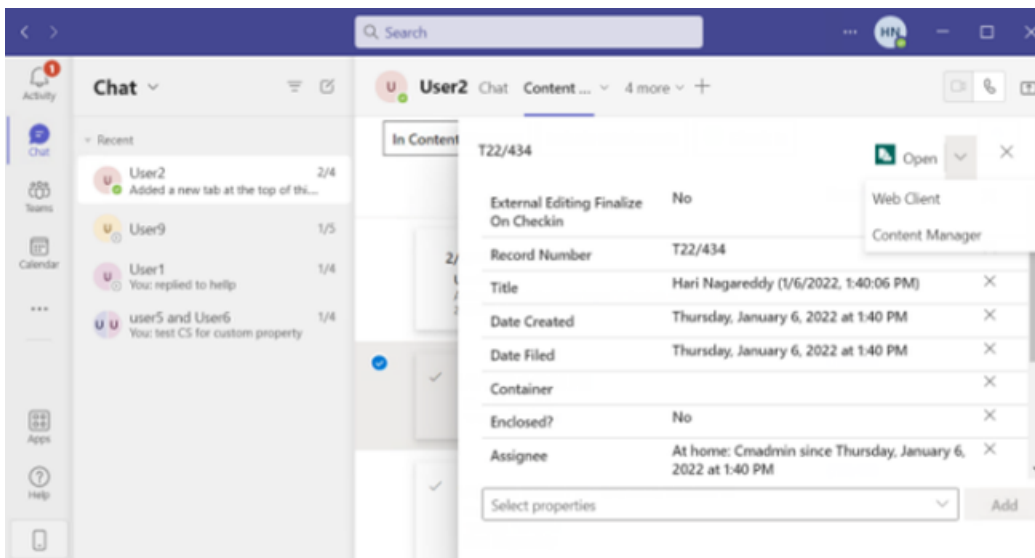 Search
HN
1
Activity
Chat
Teams
Calendar
Apps
Help
Chat
Recent
User2 2/4
Added a new tab at the top of thi...
User9 1/5
User1 1/4
You: replied to hellp
user5 and User6 1/4
You: test CS for custom property
U User2 Chat Content ... 4 more
In Content
2/
T22/434
Open
Web Client
Content Manager
External Editing Finalize
On Checkin
No
Record Number T22/434
Title Hari Nagareddy (1/6/2022, 1:40:06 PM)
Date Created Thursday, January 6, 2022 at 1:40 PM
Date Filed Thursday, January 6, 2022 at 1:40 PM
Container
Enclosed? No
Assignee At home: Cmadmin since Thursday, January 6,
2022 at 1:40 PM
Select properties Add